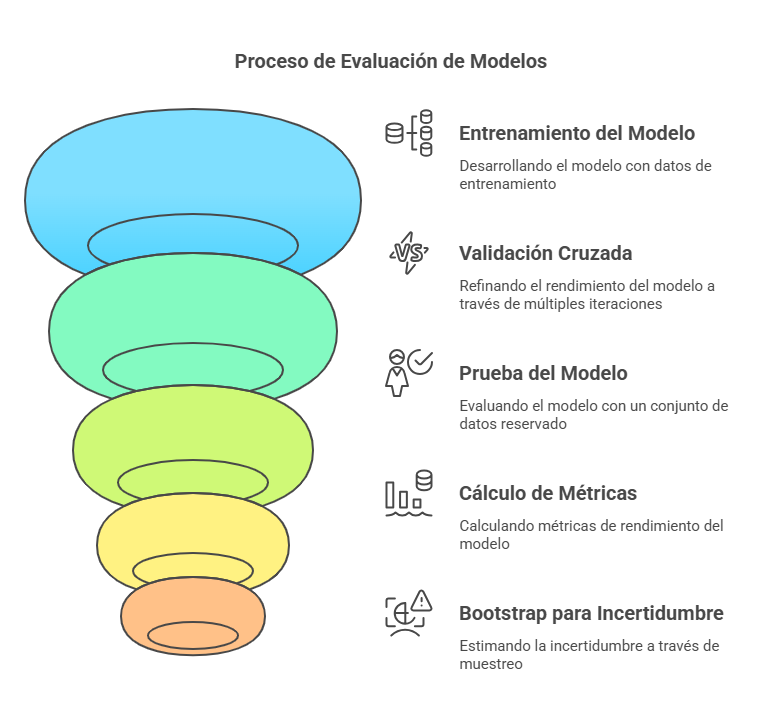 Proceso de Evaluación de Modelos
Entrenamiento del Modelo
Desarrollando el modelo con datos de
entrenamiento
VS
Validación Cruzada
Refinando el rendimiento del modelo a
través de múltiples iteraciones
Prueba del Modelo
Evaluando el modelo con un conjunto de
datos reservado
Cálculo de Métricas
Calculando métricas de rendimiento del
modelo
Bootstrap para Incertidumbre
Estimando la incertidumbre a través de
muestreo